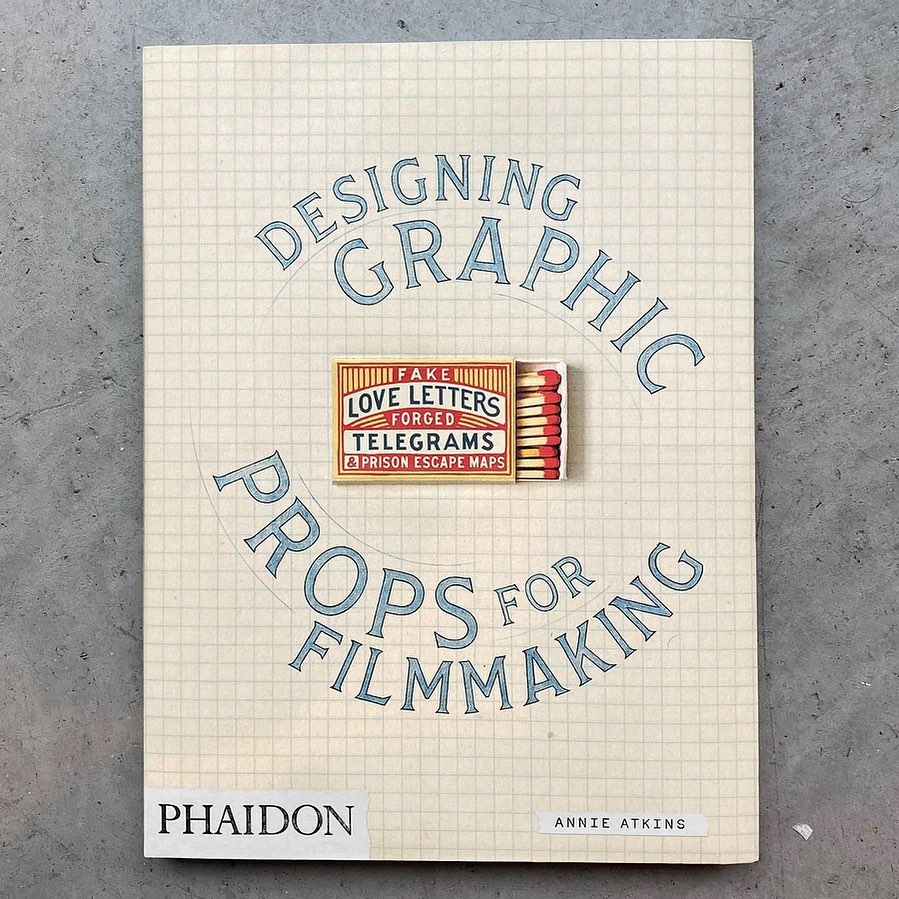 DESIGNING
GRAPHIC
FAKE
LOVE LETTERS
FORGED
TELEGRAMS
& PRISON ESCAPE MAPS
PROPS FOR
FILMMAKING
PHAIDON
ANNIE ATKINS